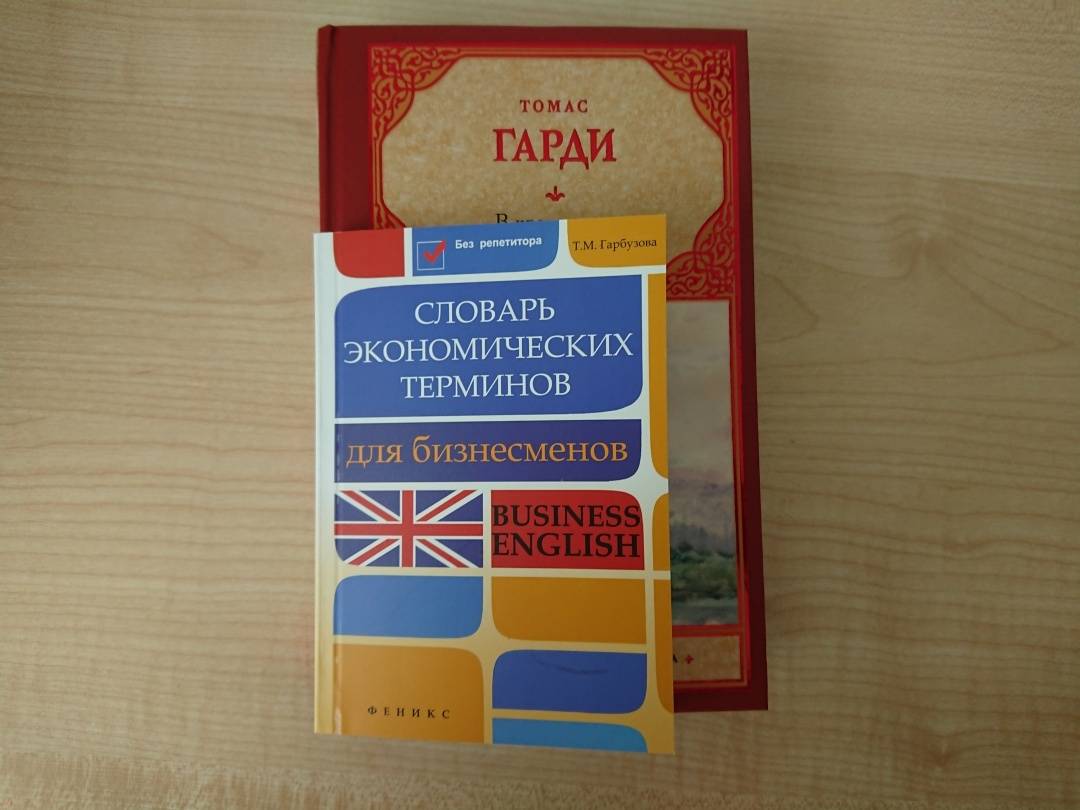 ТОМАС
ГАРДИ
Без репетитора
Т.М. Гарбузова
СЛОВАРЬ
ЭКОНОМИЧЕСКИХ
ТЕРМИНОВ
для бизнесменов
BUSINESS
ENGLISH
ФЕНИКС